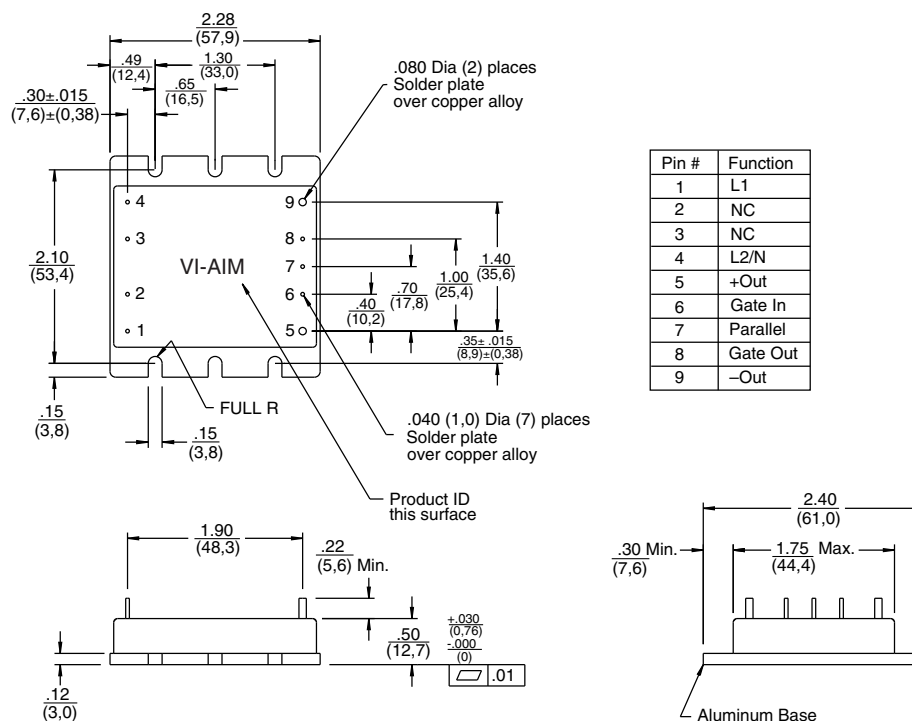 2.28
(57,9)
.49
(12,4)
1.30
(33,0)
.65
(16,5)
.30±.015
(7,6)±(0,38)
.080 Dia (2) places
Solder plate
over copper alloy
4
3
2
1
VI-AIM
9
8
7
6
5
2.10
(53,4)
.40
(10,2)
.70
(17,8)
1.00
(25,4)
1.40
(35,6)
.35± .015
(8,9)±(0,38)
.15
(3,8)
.15
(3,8)
FULL R
.040 (1,0) Dia (7) places
Solder plate
over copper alloy
Product ID
this surface
Pin # Function
1 L1
2 NC
3 NC
4 L2/N
5 +Out
6 Gate In
7 Parallel
8 Gate Out
9 –Out
1.90
(48,3)
.22
(5,6) Min.
.50
(12,7)
+.030
(0,76)
-.000
(0)
.01
.12
(3,0)
2.40
(61,0)
.30 Min.
(7,6)
1.75 Max.
(44,4)
Aluminum Base